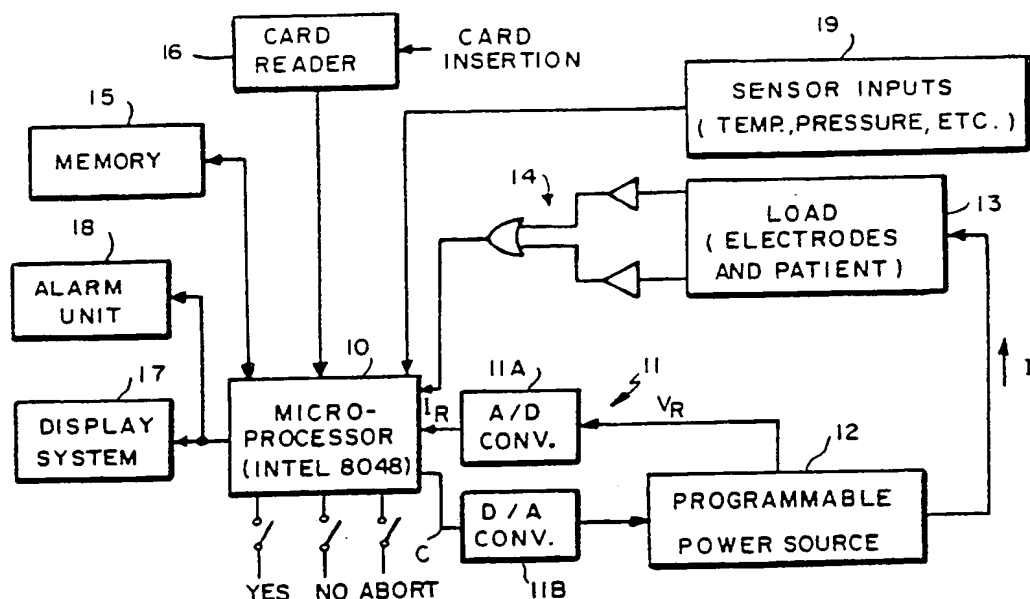 16
CARD
READER
CARD
INSERTION
19
SENSOR INPUTS
(TEMP., PRESSURE, ETC.)
15
MEMORY
14
LOAD
(ELECTRODES
AND PATIENT)
13
18
ALARM
UNIT
I
10
11A
11
17
DISPLAY
SYSTEM
MICRO-
PROCESSOR
(INTEL 8048)
IR
A/D
CONV.
VR
12
PROGRAMMABLE
POWER SOURCE
C
D/A
CONV.
11B
YES NO ABORT